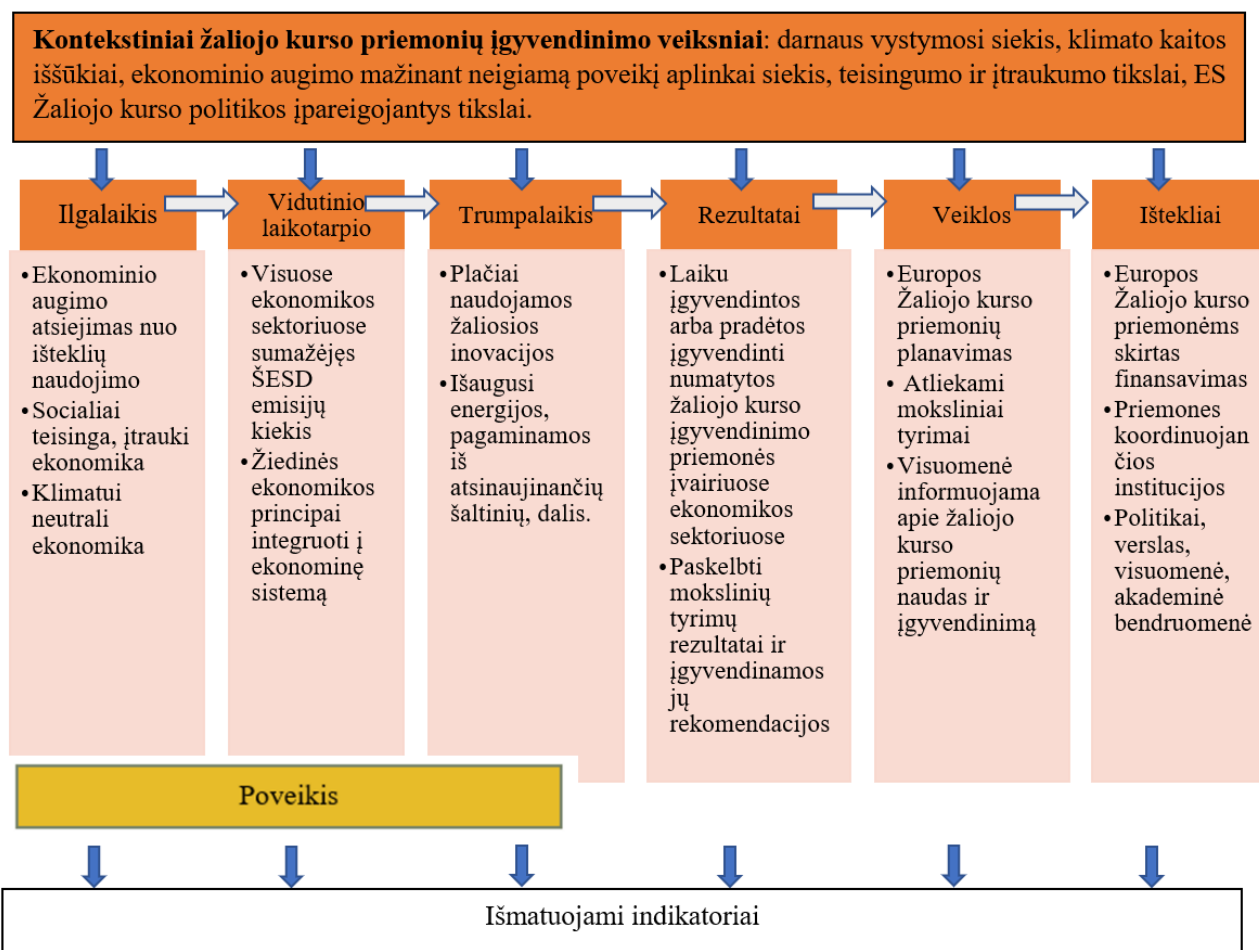 Kontekstiniai žaliojo kurso priemonių įgyvendinimo veiksniai: darnaus vystymosi siekis, klimato kaitos
iššūkiai, ekonominio augimo mažinant neigiamą poveikį aplinkai siekis, teisingumo ir įtraukumo tikslai, ES
Žaliojo kurso politikos įpareigojantys tikslai.
Ilgalaikis
•Ekonominio
augimo
atsiejimas nuo
išteklių
naudojimo
•Socialiai
teisinga, įtrauki
ekonomika
•Klimatui
neutrali
ekonomika
Vidutinio
laikotarpio
•Visuose
ekonomikos
sektoriuose
sumažėjęs
ŠESD
emisijų
kiekis
•Žiedinės
ekonomikos
principai
integruoti į
ekonominę
sistemą
Trumpalaikis
•Plačiai
naudojamos
žaliosios
inovacijos
•Išaugusi
energijos,
pagaminamos
iš
atsinaujinančių
šaltinių, dalis.
Rezultatai
•Laiku
įgyvendintos
arba pradėtos
įgyvendinti
numatytos
žaliojo kurso
įgyvendinimo
priemonės
įvairiuose
ekonomikos
sektoriuose
•Paskelbti
mokslinių
tyrimų
rezultatai ir
įgyvendinamos
jų
rekomendacijos
Veiklos
•Europos
Žaliojo kurso
priemonių
planavimas
• Atliekami
moksliniai
tyrimai
•Visuomenė
informuojama
apie žaliojo
kurso
priemonių
naudas ir
įgyvendinimą
Ištekliai
•Europos
Žaliojo kurso
priemonėms
skirtas
finansavimas
•Priemones
koordinuojan
čios
institucijos
•Politikai,
verslas,
visuomenė,
akademinė
bendruomenė
Poveikis
Išmatuojami indikatoriai